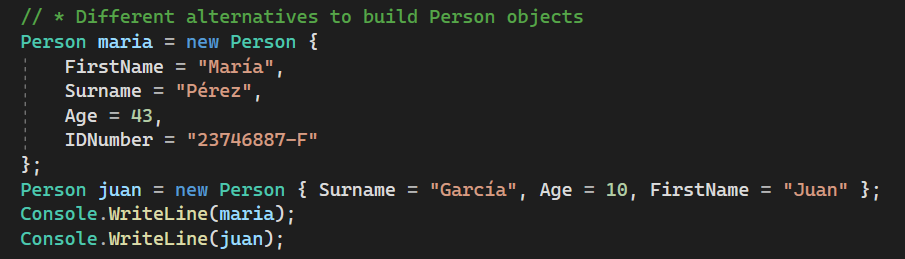 // * Different alternatives to build Person objects
Person maria = new Person {
    FirstName = "María",
    Surname = "Pérez",
    Age = 43,
    IDNumber = "23746887-F"
};
Person juan = new Person { Surname = "García", Age = 10, FirstName = "Juan" };
Console.WriteLine(maria);
Console.WriteLine(juan);